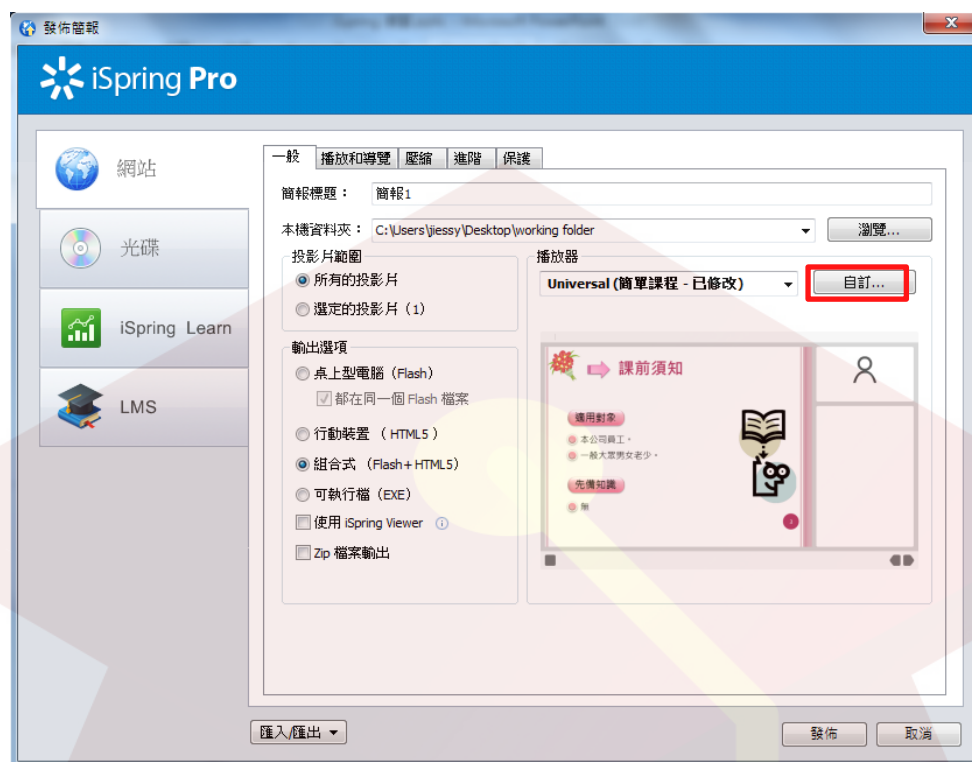 發佈簡報
iSpring Pro
網站
光碟
iSpring Learn
LMS
一般 播放和導覽 壓縮 進階 保護
簡報標題： 簡報1
本機資料夾： C:\Users\jiessy\Desktop\working folder 瀏覽...
投影片範圍
所有的投影片
選定的投影片（1）
輸出選項
桌上型電腦（Flash）
都在同一個 Flash 檔案
行動裝置 （ HTML5 ）
組合式 （Flash+HTML5）
可執行檔（EXE）
使用 iSpring Viewer
Zip 檔案輸出
播放器
Universal (簡單課程 - 已修改) 自訂...
課前須知
適用對象
本公司員工。
一般大眾男女老少。
先備知識
無
匯入/匯出
發佈 取消